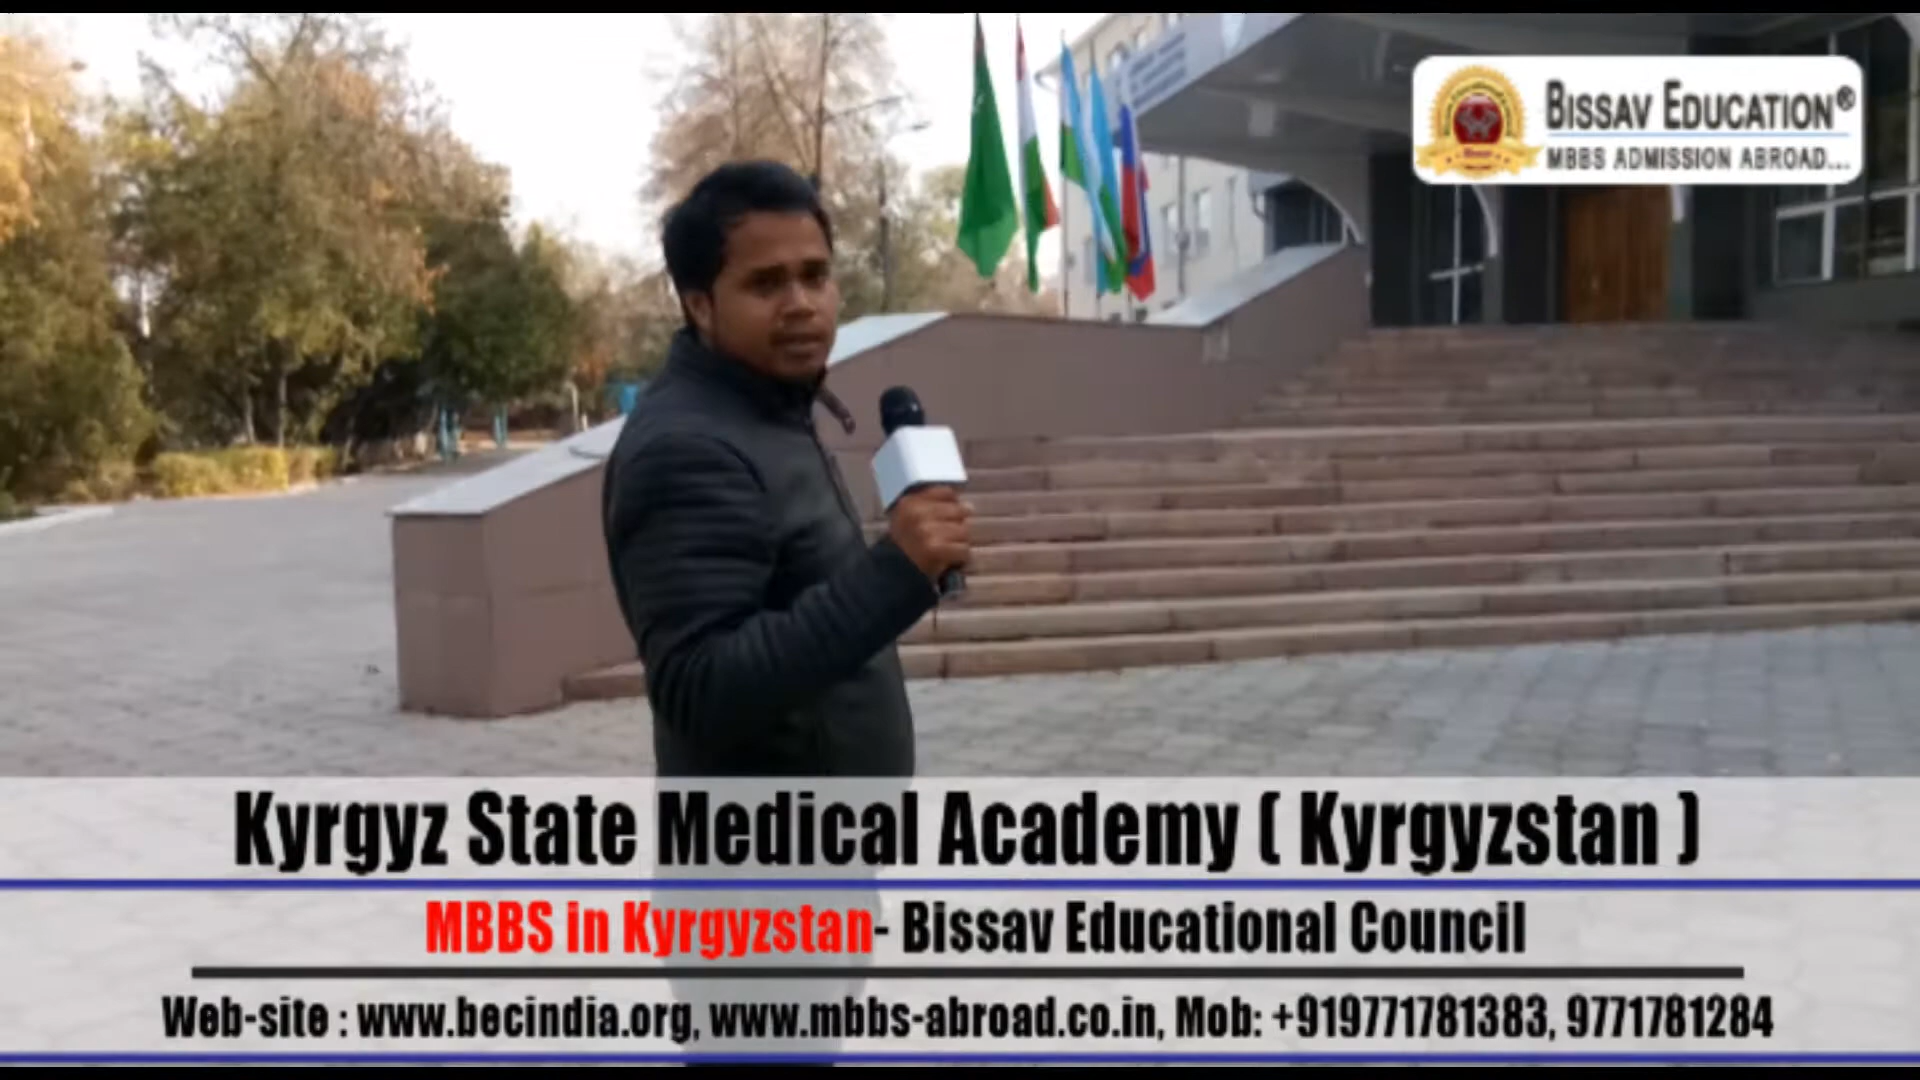 BISSAV EDUCATION®
MBBS ADMISSION ABROAD...
Kyrgyz State Medical Academy ( Kyrgyzstan )
MBBS in Kyrgyzstan- Bissav Educational Council
Web-site : www.becindia.org, www.mbbs-abroad.co.in, Mob: +919771781383, 9771781284